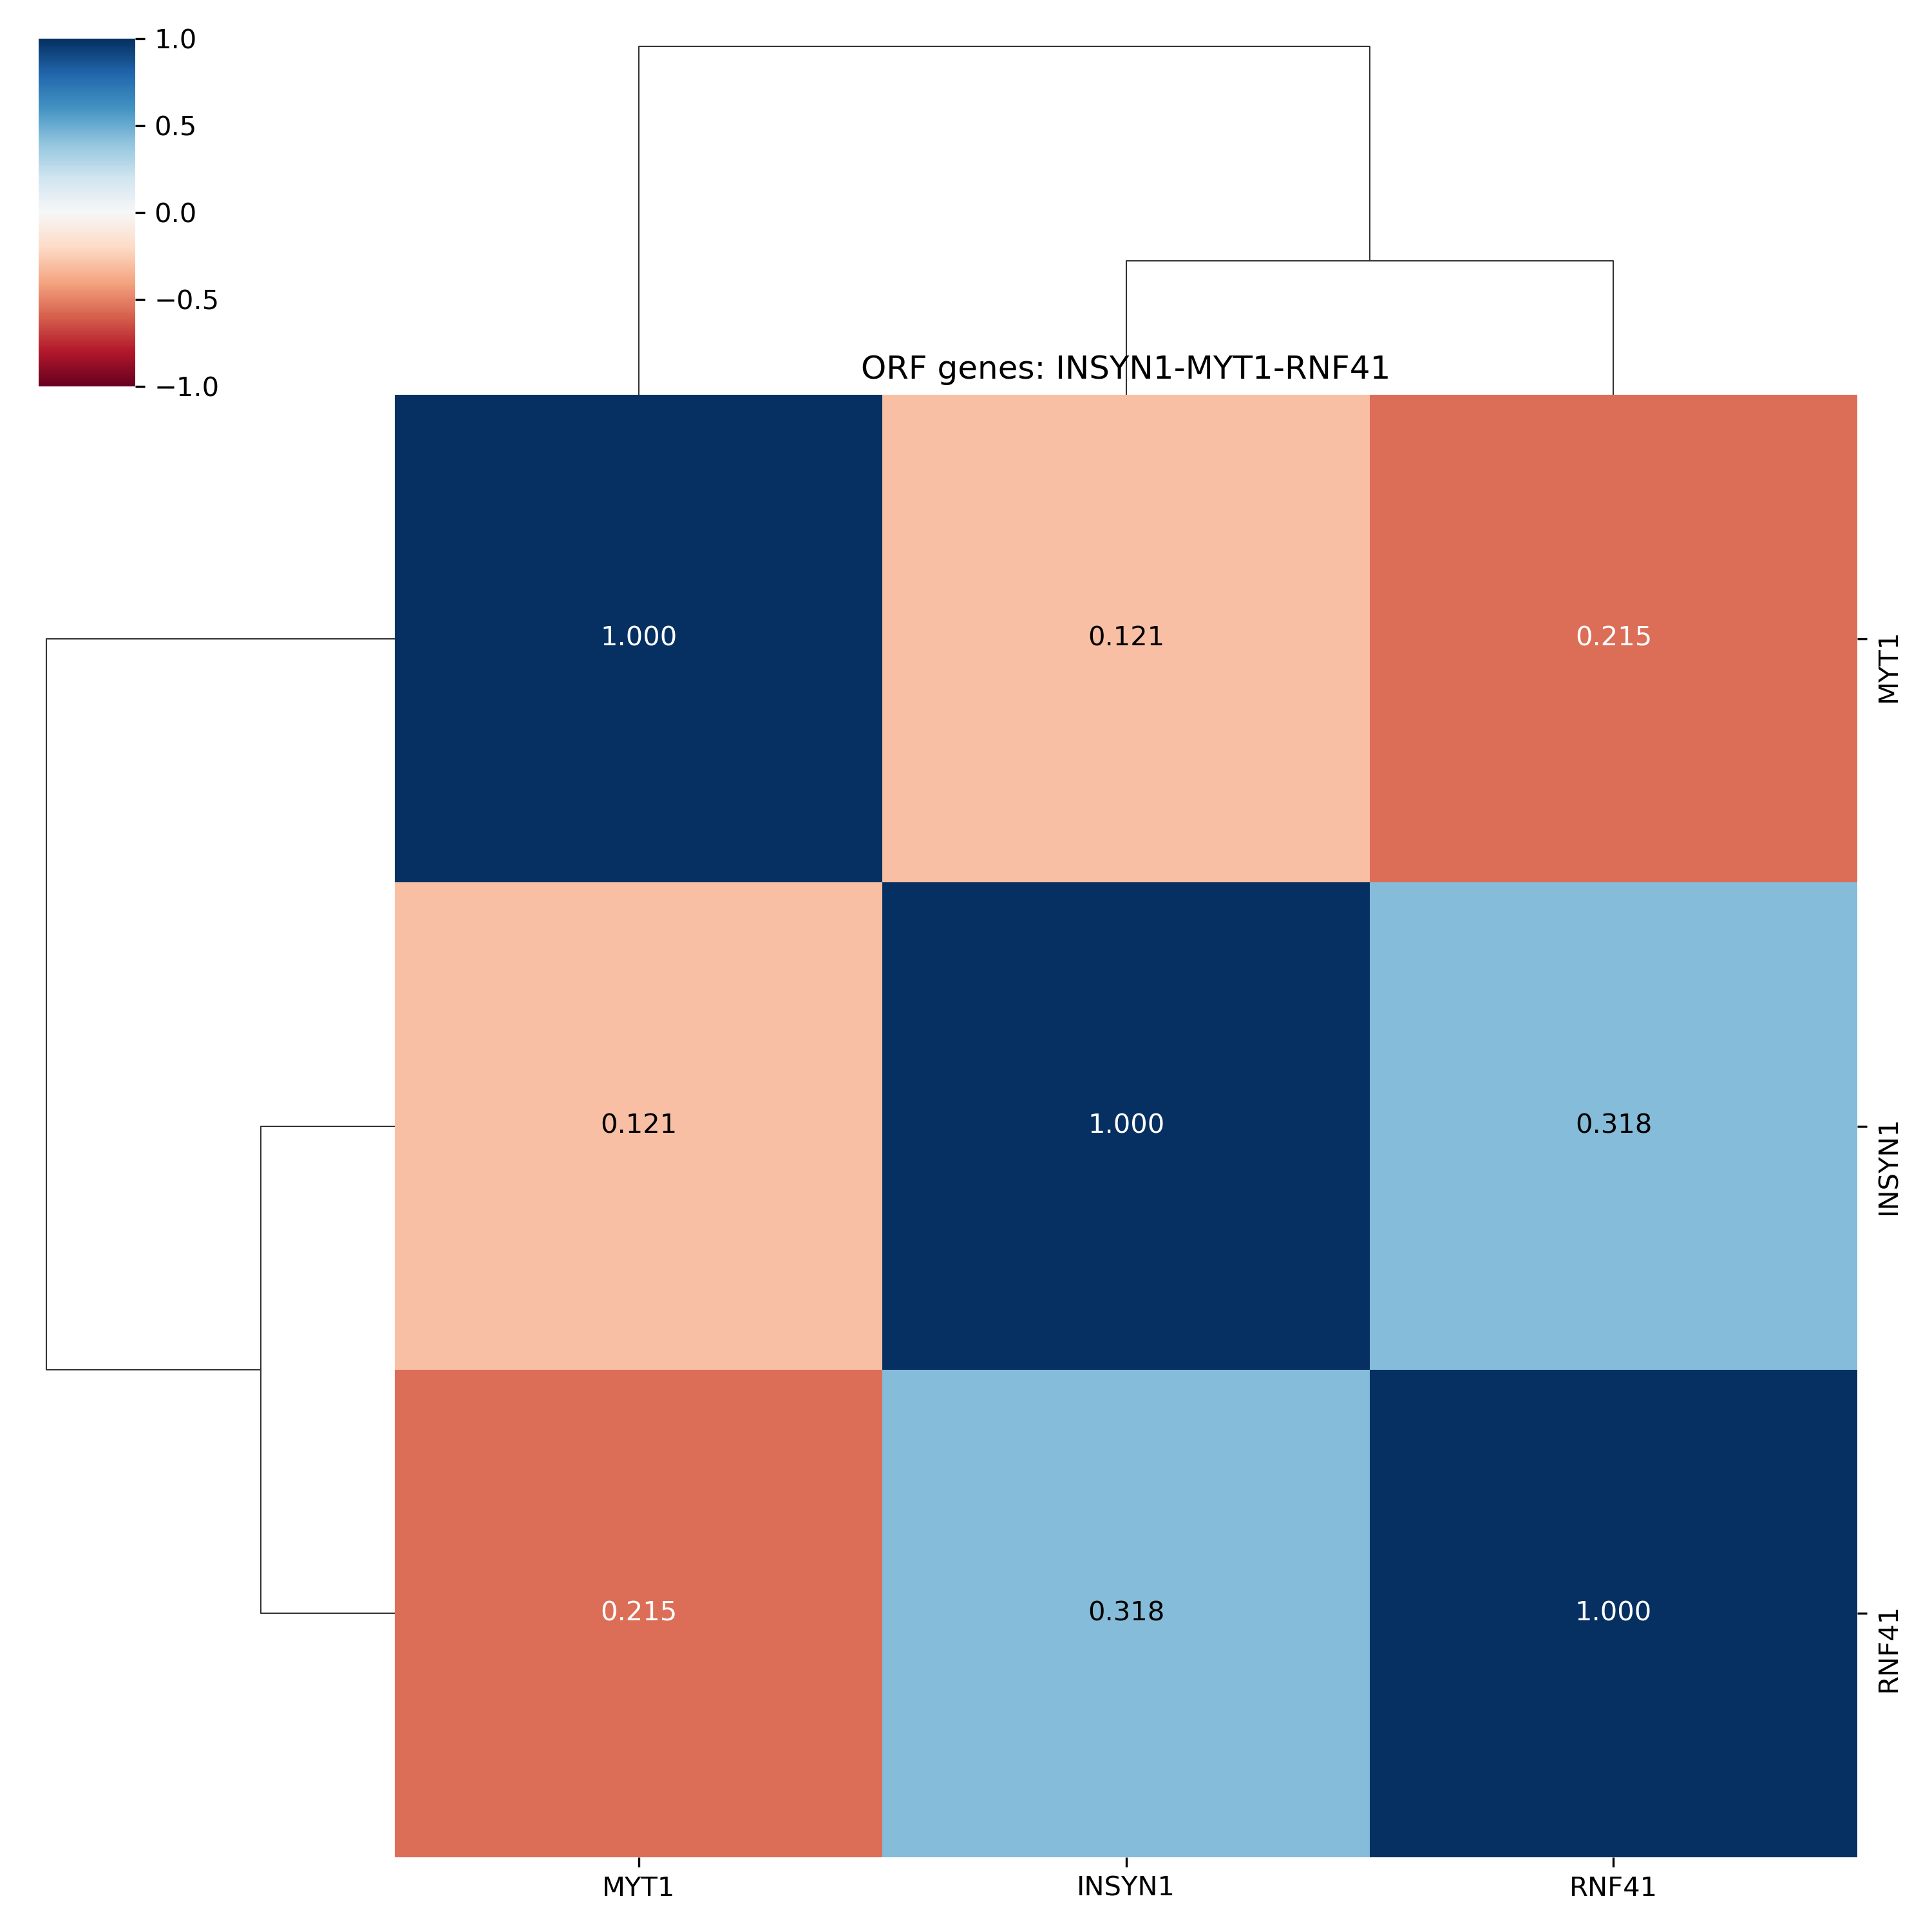 1.0
0.5
0.0
−0.5
−1.0
ORF genes: INSYN1-MYT1-RNF41
1.000 0.121 0.215 MYT1
0.121 1.000 0.318 INSYN1
0.215 0.318 1.000 RNF41
MYT1 INSYN1 RNF41